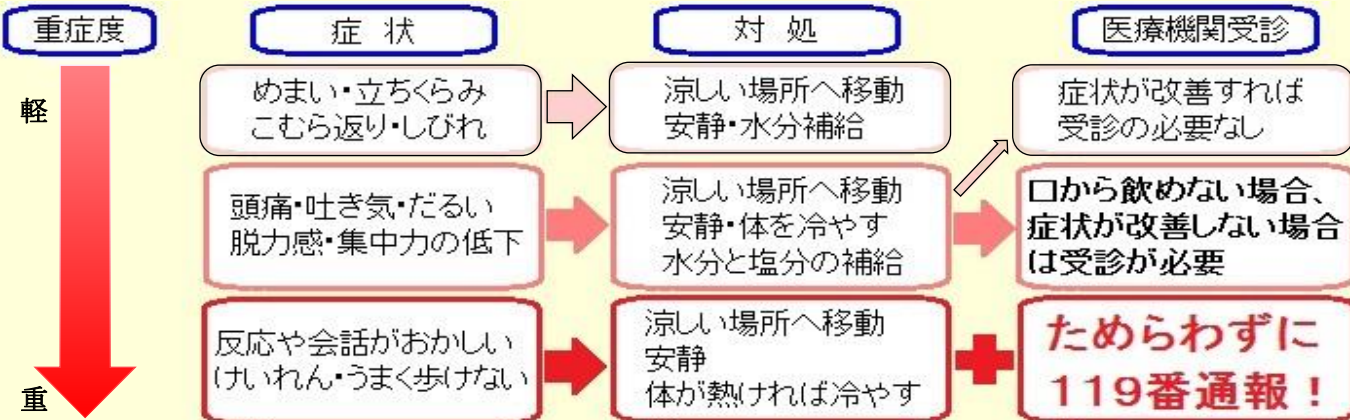 重症度
症 状
対 処
医療機関受診
軽
めまい・立ちくらみ
こむら返り・しびれ
涼しい場所へ移動
安静・水分補給
症状が改善すれば
受診の必要なし
頭痛・吐き気・だるい
脱力感・集中力の低下
涼しい場所へ移動
安静・体を冷やす
水分と塩分の補給
口から飲めない場合、
症状が改善しない場合
は受診が必要
反応や会話がおかしい
けいれん・うまく歩けない
涼しい場所へ移動
安静
体が熱ければ冷やす
ためらわずに
119番通報！
重